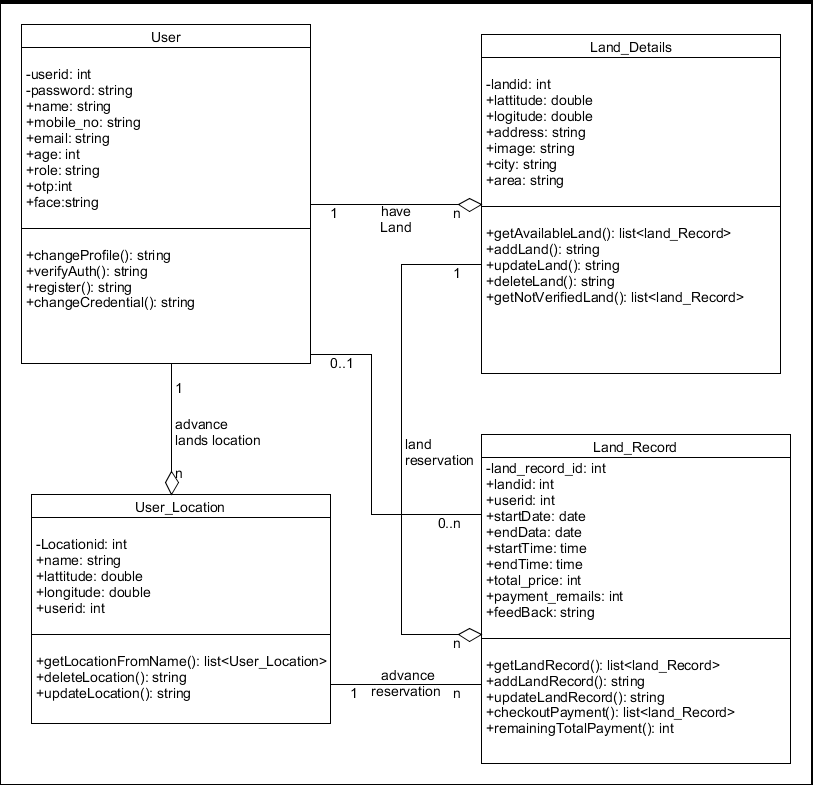 User
-userid: int
-password: string
+name: string
+mobile_no: string
+email: string
+age: int
+role: string
+otp:int
+face:string
+changeProfile(): string
+verifyAuth(): string
+register(): string
+changeCredential(): string
Land_Details
-landid: int
+lattitude: double
+logitude: double
+address: string
+image: string
+city: string
+area: string
+getAvailableLand(): list<land_Record>
+addLand(): string
+updateLand(): string
+deleteLand(): string
+getNotVerifiedLand(): list<land_Record>
1
have
Land
n
1
0..1
1
advance
lands location
n
land
reservation
0..n
n
User_Location
-Locationid: int
+name: string
+lattitude: double
+longitude: double
+userid: int
+getLocationFromName(): list<User_Location>
+deleteLocation(): string
+updateLocation(): string
advance
reservation
1
n
Land_Record
-land_record_id: int
+landid: int
+userid: int
+startDate: date
+endData: date
+startTime: time
+endTime: time
+total_price: int
+payment_remails: int
+feedBack: string
+getLandRecord(): list<land_Record>
+addLandRecord(): string
+updateLandRecord(): string
+checkoutPayment(): list<land_Record>
+remainingTotalPayment(): int